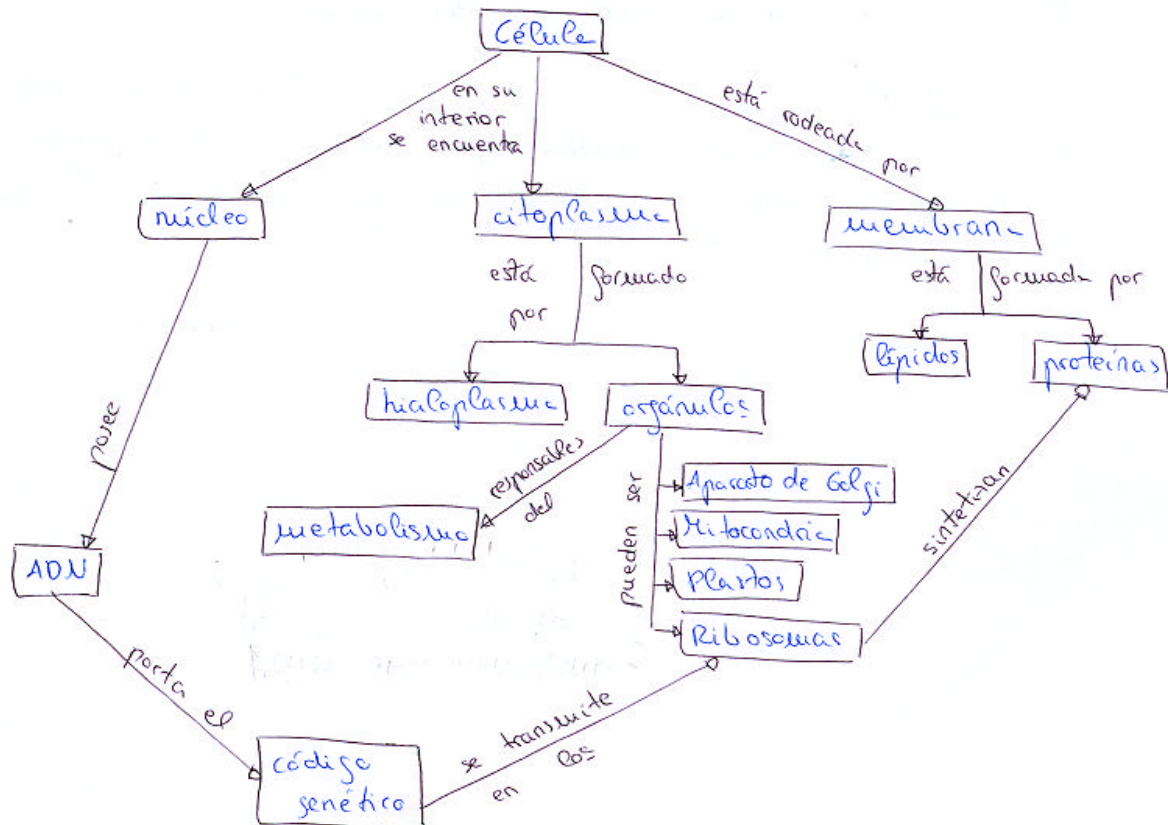 Célula
en su
interior
se encuentra
está rodeada por
núcleo
citoplasma
membrana
está formado
por
está formada por
lípidos
proteínas
hialoplasma
orgánulos
posee
responsables
del
metabolismo
pueden ser
Aparato de Golgi
Mitocondria
Plastos
Ribosomas
sintetizan
ADN
porta el
código
genético
se transmite
en los